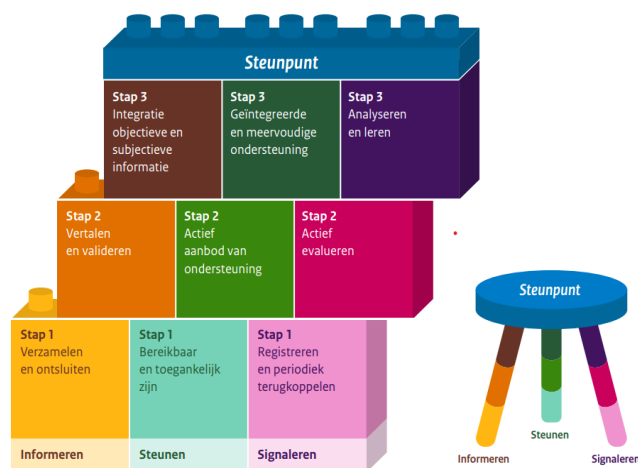 Steunpunt
Stap 3
Integratie
objectieve en
subjectieve
informatie
Stap 3
Geïntegreerde
en meervoudige
ondersteuning
Stap 3
Analyseren
en leren
Stap 2
Vertalen
en valideren
Stap 2
Actief
aanbod van
ondersteuning
Stap 2
Actief
evalueren
Stap 1
Verzamelen
en ontsluiten
Stap 1
Bereikbaar
en toegankelijk
zijn
Stap 1
Registreren
en periodiek
terugkoppelen
Informeren
Steunen
Signaleren
Steunpunt
Informeren
Steunen
Signaleren